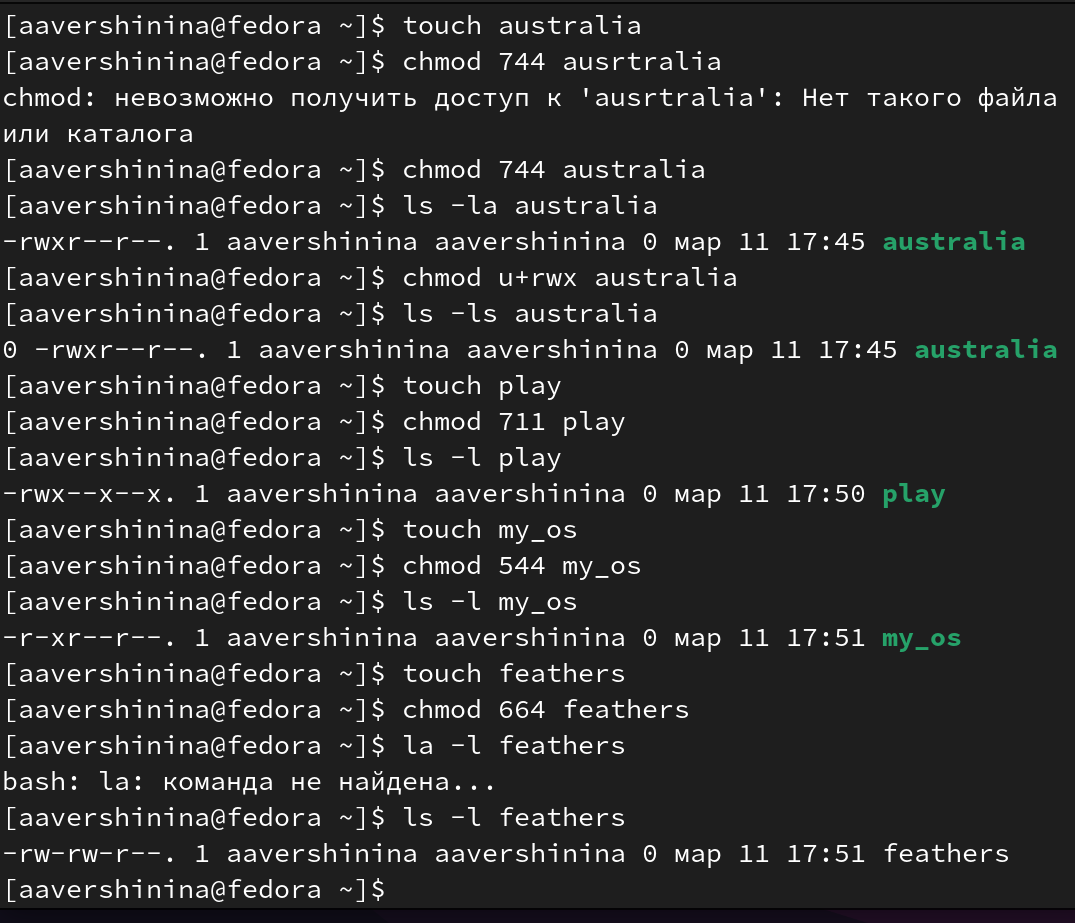 [aavershinina@fedora ~]$ touch australia
[aavershinina@fedora ~]$ chmod 744 ausrtralia
chmod: невозможно получить доступ к 'ausrtralia': Нет такого файла
или каталога
[aavershinina@fedora ~]$ chmod 744 australia
[aavershinina@fedora ~]$ ls -la australia
-rwxr--r--. 1 aavershinina aavershinina 0 мар 11 17:45 australia
[aavershinina@fedora ~]$ chmod u+rwx australia
[aavershinina@fedora ~]$ ls -ls australia
0 -rwxr--r--. 1 aavershinina aavershinina 0 мар 11 17:45 australia
[aavershinina@fedora ~]$ touch play
[aavershinina@fedora ~]$ chmod 711 play
[aavershinina@fedora ~]$ ls -l play
-rwx--x--x. 1 aavershinina aavershinina 0 мар 11 17:50 play
[aavershinina@fedora ~]$ touch my_os
[aavershinina@fedora ~]$ chmod 544 my_os
[aavershinina@fedora ~]$ ls -l my_os
-r-xr--r--. 1 aavershinina aavershinina 0 мар 11 17:51 my_os
[aavershinina@fedora ~]$ touch feathers
[aavershinina@fedora ~]$ chmod 664 feathers
[aavershinina@fedora ~]$ la -l feathers
bash: la: команда не найдена...
[aavershinina@fedora ~]$ ls -l feathers
-rw-rw-r--. 1 aavershinina aavershinina 0 мар 11 17:51 feathers
[aavershinina@fedora ~]$